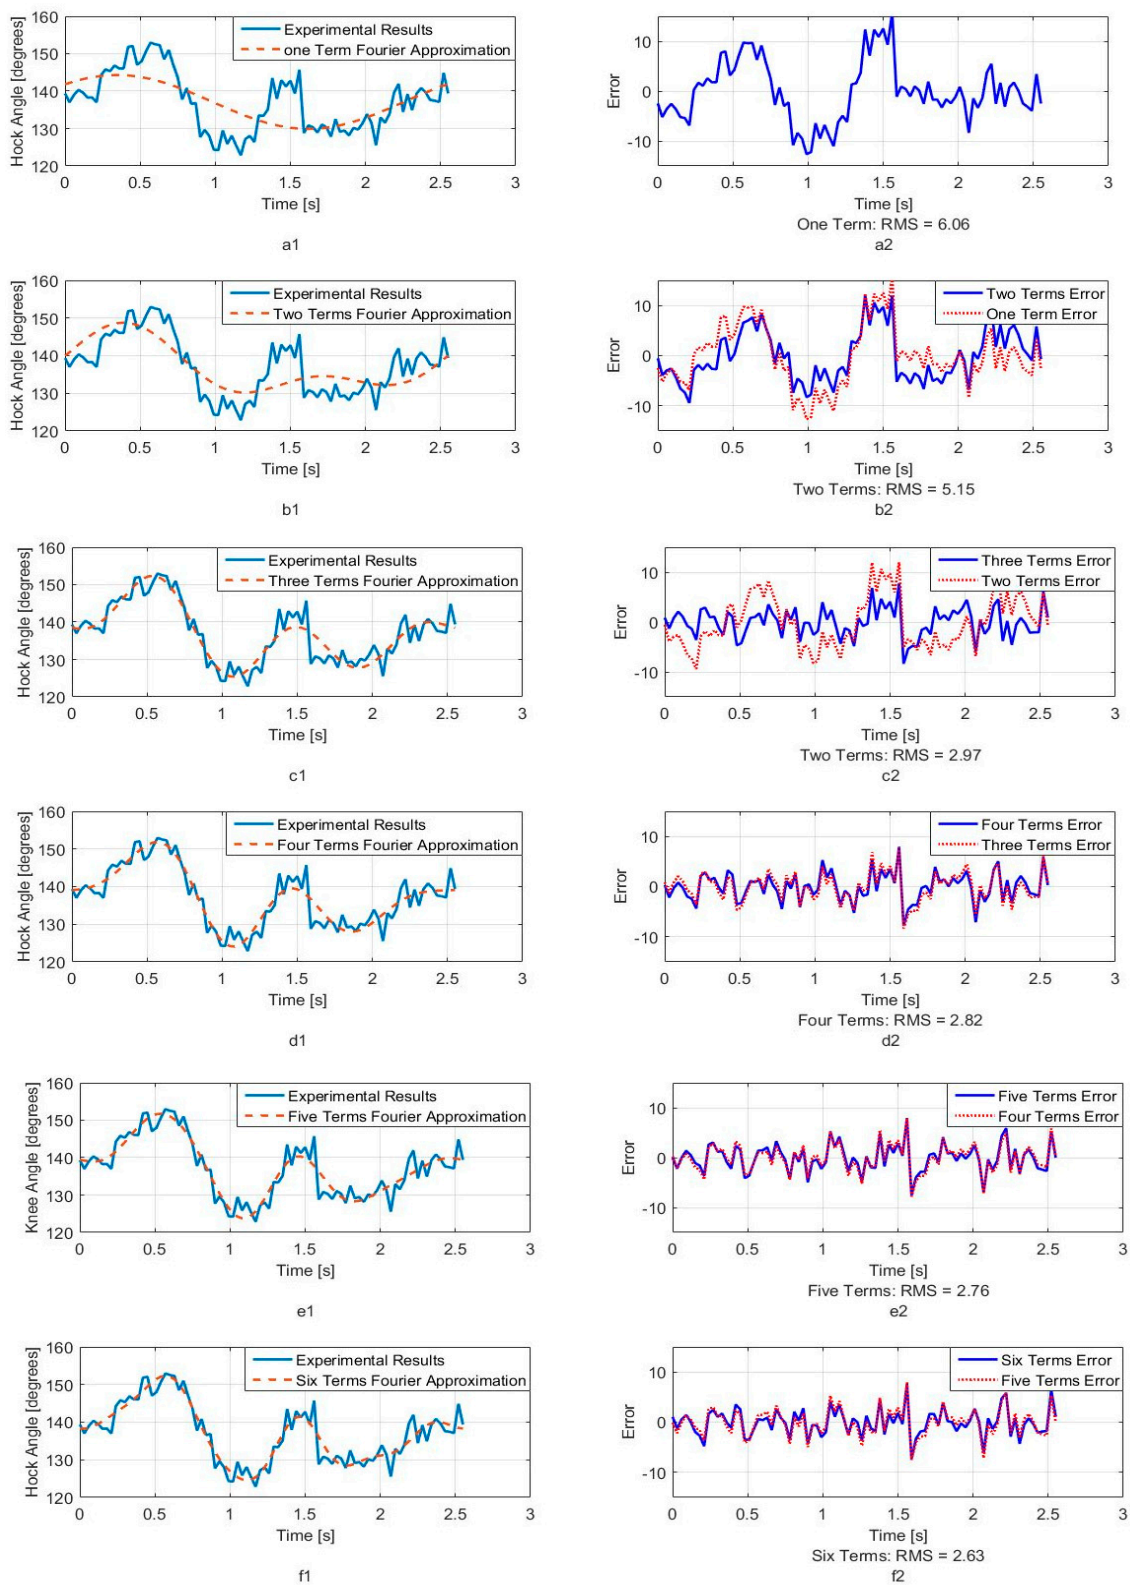 160
150
140
130
120
Hock Angle [degrees]
Experimental Results
one Term Fourier Approximation
0 0.5 1 1.5 2 2.5 3
Time [s]
a1
10
0
-10
Error
0 0.5 1 1.5 2 2.5 3
Time [s]
One Term: RMS = 6.06
a2
160
150
140
130
120
Hock Angle [degrees]
Experimental Results
Two Terms Fourier Approximation
0 0.5 1 1.5 2 2.5 3
Time [s]
b1
10
0
-10
Error
Two Terms Error
One Term Error
0 0.5 1 1.5 2 2.5 3
Time [s]
Two Terms: RMS = 5.15
b2
160
150
140
130
120
Hock Angle [degrees]
Experimental Results
Three Terms Fourier Approximation
0 0.5 1 1.5 2 2.5 3
Time [s]
c1
10
0
-10
Error
Three Terms Error
Two Terms Error
0 0.5 1 1.5 2 2.5 3
Time [s]
Two Terms: RMS = 2.97
c2
160
150
140
130
120
Hock Angle [degrees]
Experimental Results
Four Terms Fourier Approximation
0 0.5 1 1.5 2 2.5 3
Time [s]
d1
10
0
-10
Error
Four Terms Error
Three Terms Error
0 0.5 1 1.5 2 2.5 3
Time [s]
Four Terms: RMS = 2.82
d2
160
150
140
130
120
Knee Angle [degrees]
Experimental Results
Five Terms Fourier Approximation
0 0.5 1 1.5 2 2.5 3
Time [s]
e1
10
0
-10
Error
Five Terms Error
Four Terms Error
0 0.5 1 1.5 2 2.5 3
Time [s]
Five Terms: RMS = 2.76
e2
160
150
140
130
120
Hock Angle [degrees]
Experimental Results
Six Terms Fourier Approximation
0 0.5 1 1.5 2 2.5 3
Time [s]
f1
10
0
-10
Error
Six Terms Error
Five Terms Error
0 0.5 1 1.5 2 2.5 3
Time [s]
Six Terms: RMS = 2.63
f2